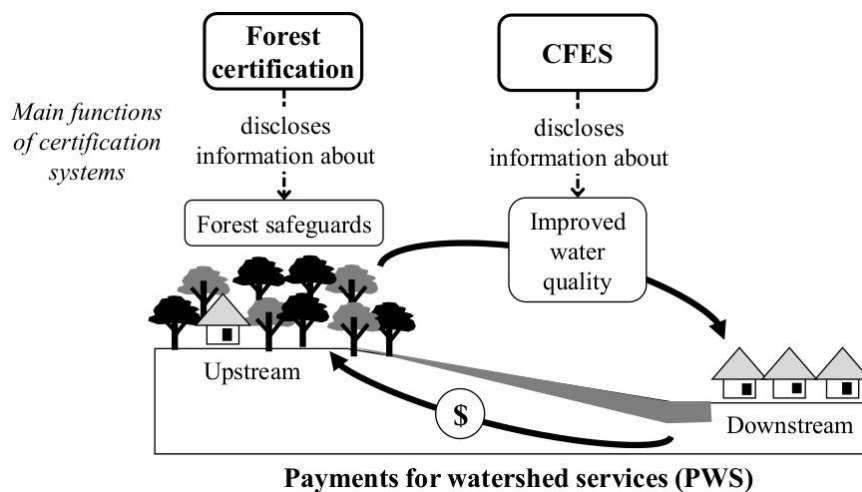 Forest
certification
CFES
Main functions
of certification
systems
discloses
information about
discloses
information about
Forest safeguards
Improved
water
quality
Upstream
$
Downstream
Payments for watershed services (PWS)